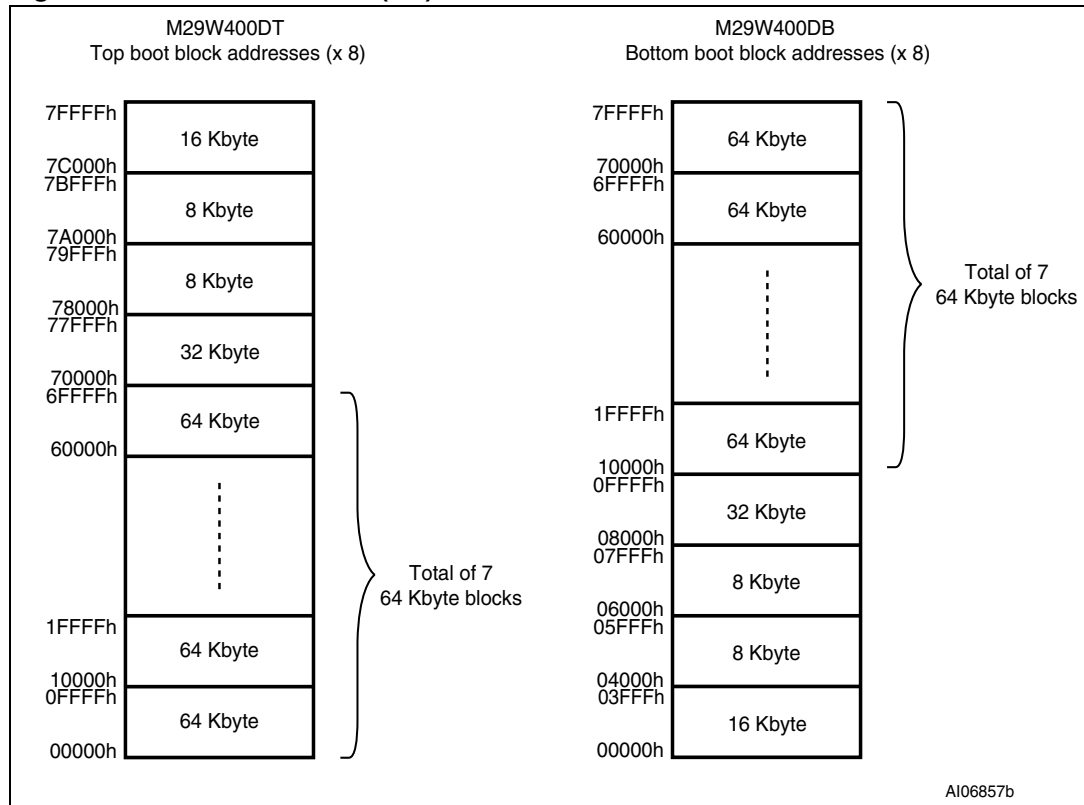 M29W400DT
Top boot block addresses (x 8)
7FFFFh
16 Kbyte
7C000h
7BFFFh
8 Kbyte
7A000h
79FFFh
8 Kbyte
78000h
77FFFh
32 Kbyte
70000h
6FFFFh
64 Kbyte
60000h
Total of 7
64 Kbyte blocks
1FFFFh
64 Kbyte
10000h
0FFFFh
64 Kbyte
00000h
M29W400DB
Bottom boot block addresses (x 8)
7FFFFh
64 Kbyte
70000h
6FFFFh
64 Kbyte
60000h
Total of 7
64 Kbyte blocks
1FFFFh
64 Kbyte
10000h
0FFFFh
32 Kbyte
08000h
07FFFh
8 Kbyte
06000h
05FFFh
8 Kbyte
04000h
03FFFh
16 Kbyte
00000h
AI06857b